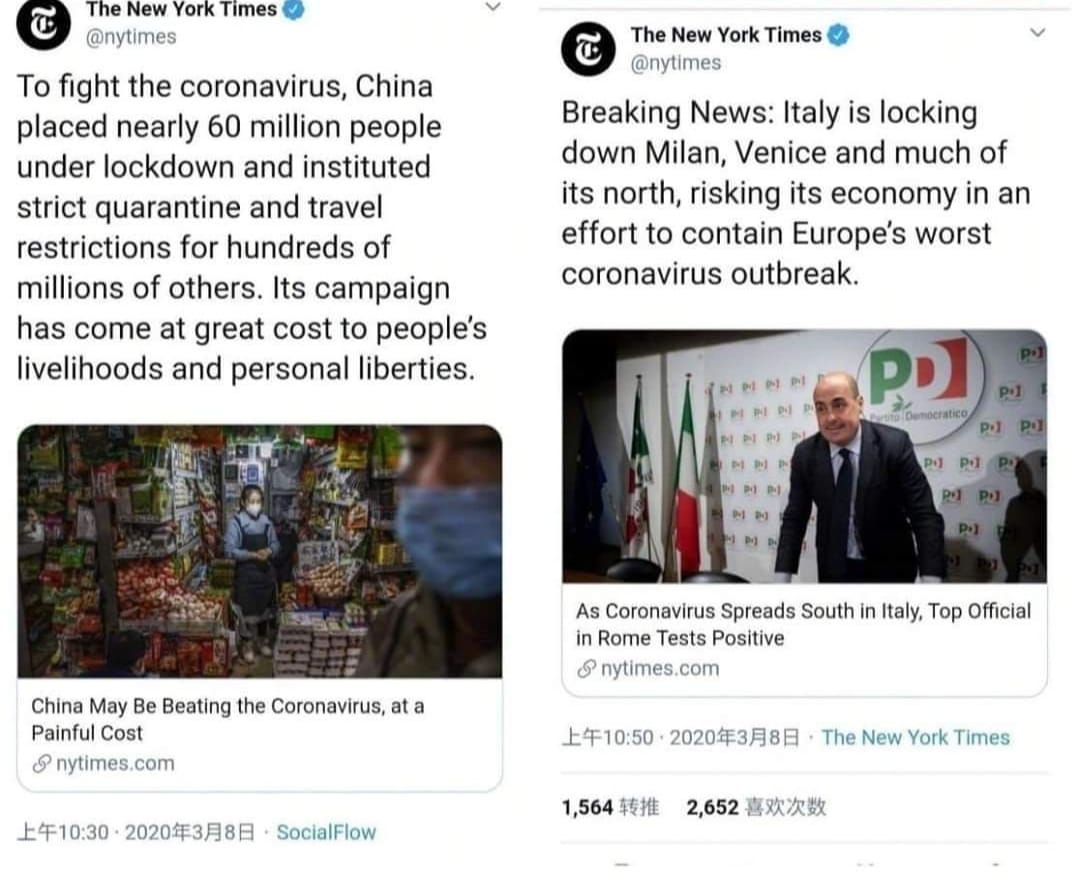 The New York Times
@nytimes
To fight the coronavirus, China
placed nearly 60 million people
under lockdown and instituted
strict quarantine and travel
restrictions for hundreds of
millions of others. Its campaign
has come at great cost to people's
livelihoods and personal liberties.
China May Be Beating the Coronavirus, at a
Painful Cost
nytimes.com
上午10:30 · 2020年3月8日 · SocialFlow
The New York Times
@nytimes
Breaking News: Italy is locking
down Milan, Venice and much of
its north, risking its economy in an
effort to contain Europe's worst
coronavirus outbreak.
PD
Partito Democratico
As Coronavirus Spreads South in Italy, Top Official
in Rome Tests Positive
nytimes.com
上午10:50 · 2020年3月8日 · The New York Times
1,564 转推 2,652 喜欢次数